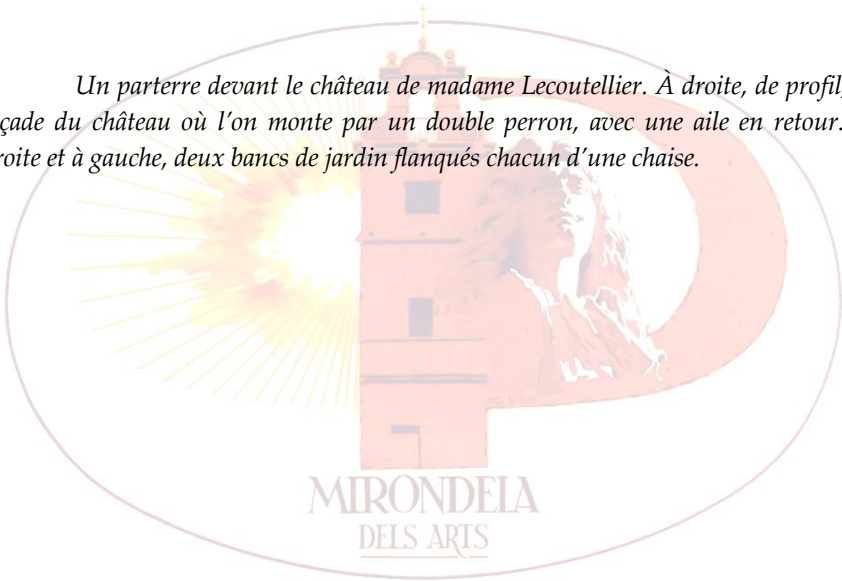 Un parterre devant le château de madame Lecoutellier. À droite, de profil,
çade du château où l'on monte par un double perron, avec une aile en retour.
roite et à gauche, deux bancs de jardin flanqués chacun d'une chaise.
MIRONDELA
DELS ARTS